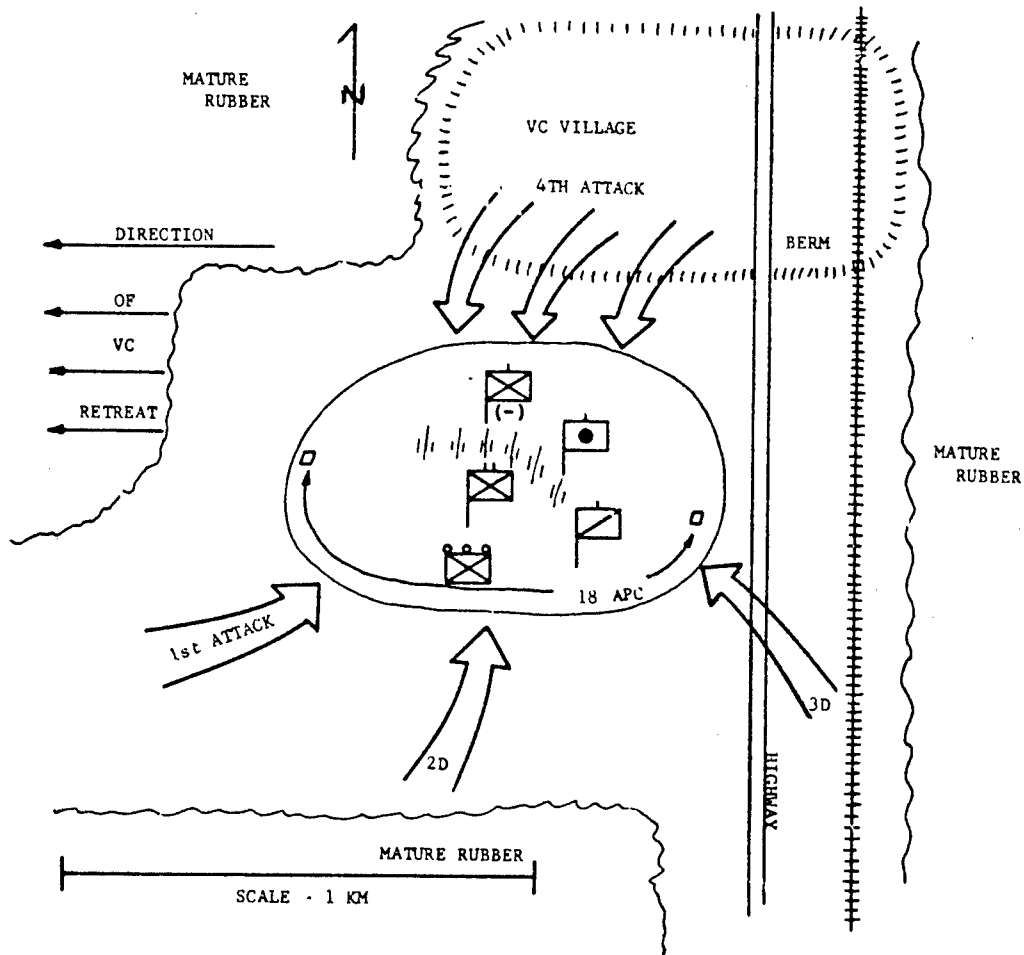 MATURE
RUBBER
N
VC VILLAGE
4TH ATTACK
DIRECTION
BERM
OF
VC
RETREAT
(-)
MATURE
RUBBER
18 APC
1st ATTACK
3D
2D
HIGHWAY
MATURE RUBBER
SCALE - 1 KM